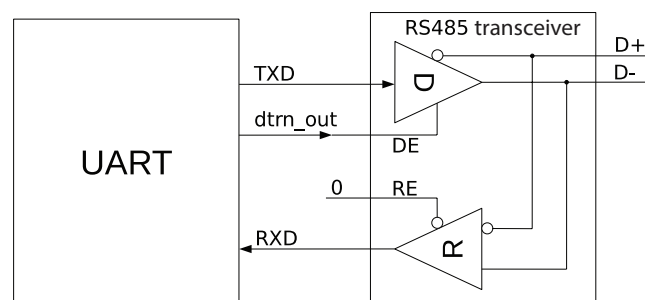 RS485 transceiver
D+
TXD
D
D-
dtrn_out
DE
UART
0
RE
RXD
R